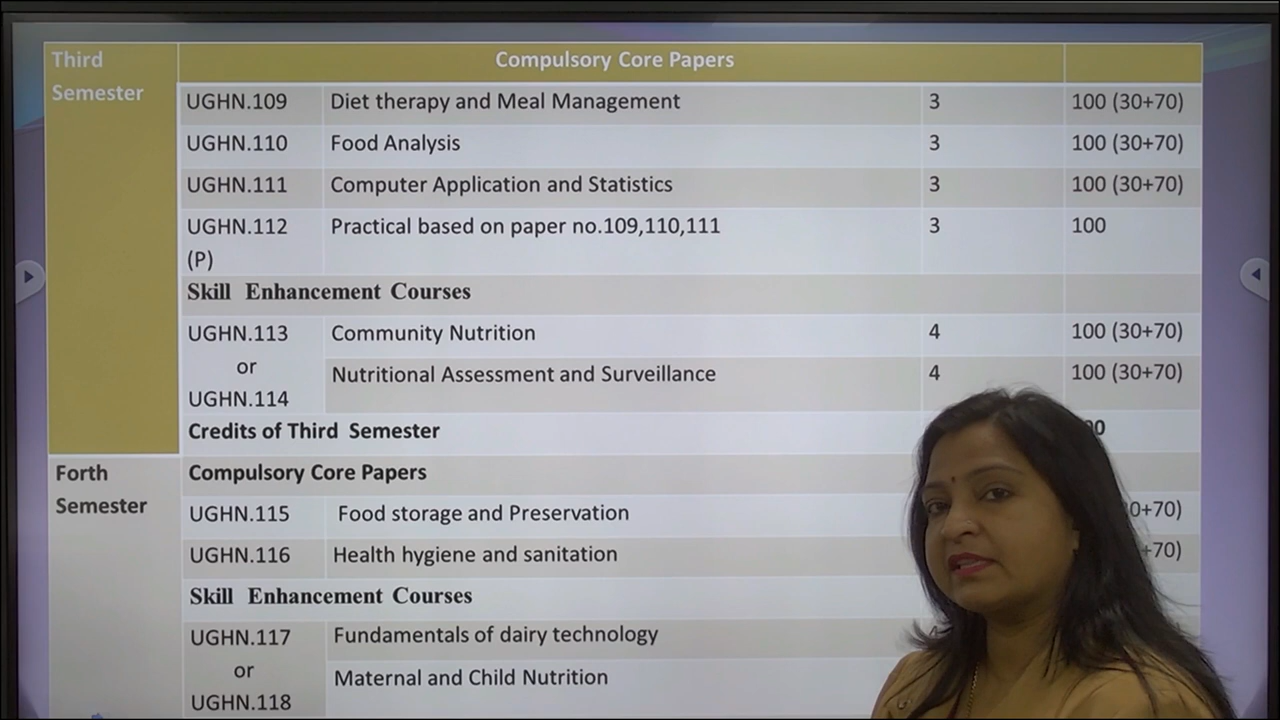 Third Semester
Compulsory Core Papers
UGHN.109 Diet therapy and Meal Management 3 100 (30+70)
UGHN.110 Food Analysis 3 100 (30+70)
UGHN.111 Computer Application and Statistics 3 100 (30+70)
UGHN.112 (P) Practical based on paper no.109,110,111 3 100
Skill Enhancement Courses
UGHN.113 Community Nutrition 4 100 (30+70)
or
UGHN.114 Nutritional Assessment and Surveillance 4 100 (30+70)
Credits of Third Semester
Forth Semester
Compulsory Core Papers
UGHN.115 Food storage and Preservation
UGHN.116 Health hygiene and sanitation
Skill Enhancement Courses
UGHN.117 Fundamentals of dairy technology
or
UGHN.118 Maternal and Child Nutrition